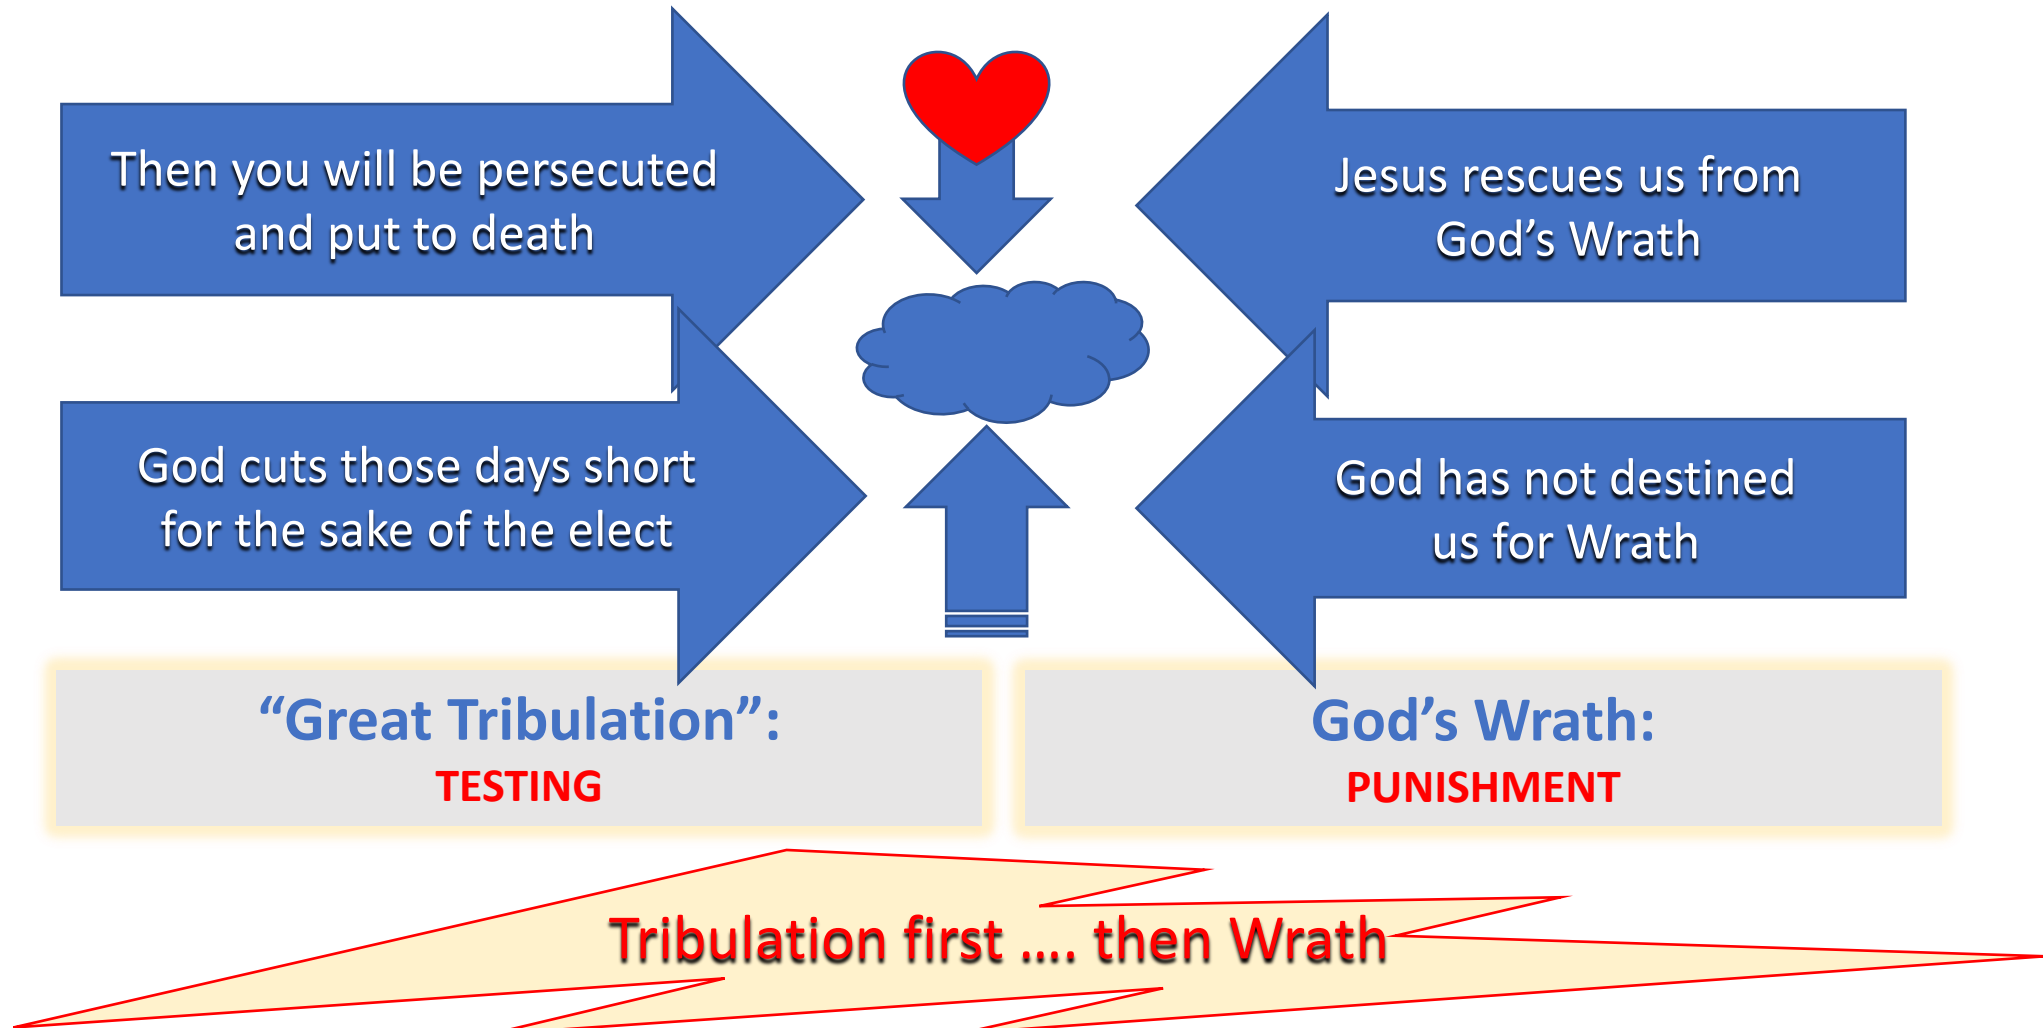 Then you will be persecuted
and put to death
Jesus rescues us from
God’s Wrath
God cuts those days short
for the sake of the elect
God has not destined
us for Wrath
“Great Tribulation”:
TESTING
God’s Wrath:
PUNISHMENT
Tribulation first .... then Wrath